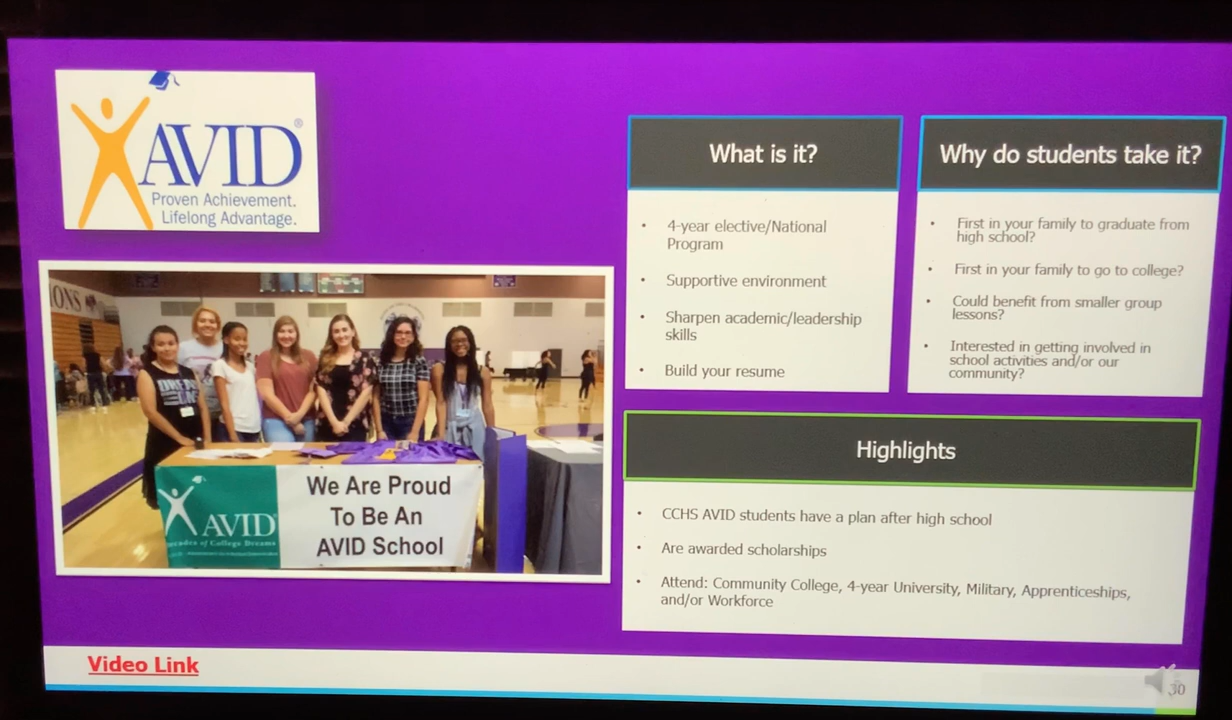 AVID®
Proven Achievement.
Lifelong Advantage.
IONS
AVID
Decades of College Dreams
We Are Proud
To Be An
AVID School
What is it?
• 4-year elective/National
Program
• Supportive environment
• Sharpen academic/leadership
skills
• Build your resume
Why do students take it?
• First in your family to graduate from
high school?
• First in your family to go to college?
• Could benefit from smaller group
lessons?
• Interested in getting involved in
school activities and/or our
community?
Highlights
• CCHS AVID students have a plan after high school
• Are awarded scholarships
• Attend: Community College, 4-year University, Military, Apprenticeships,
and/or Workforce
Video Link
30